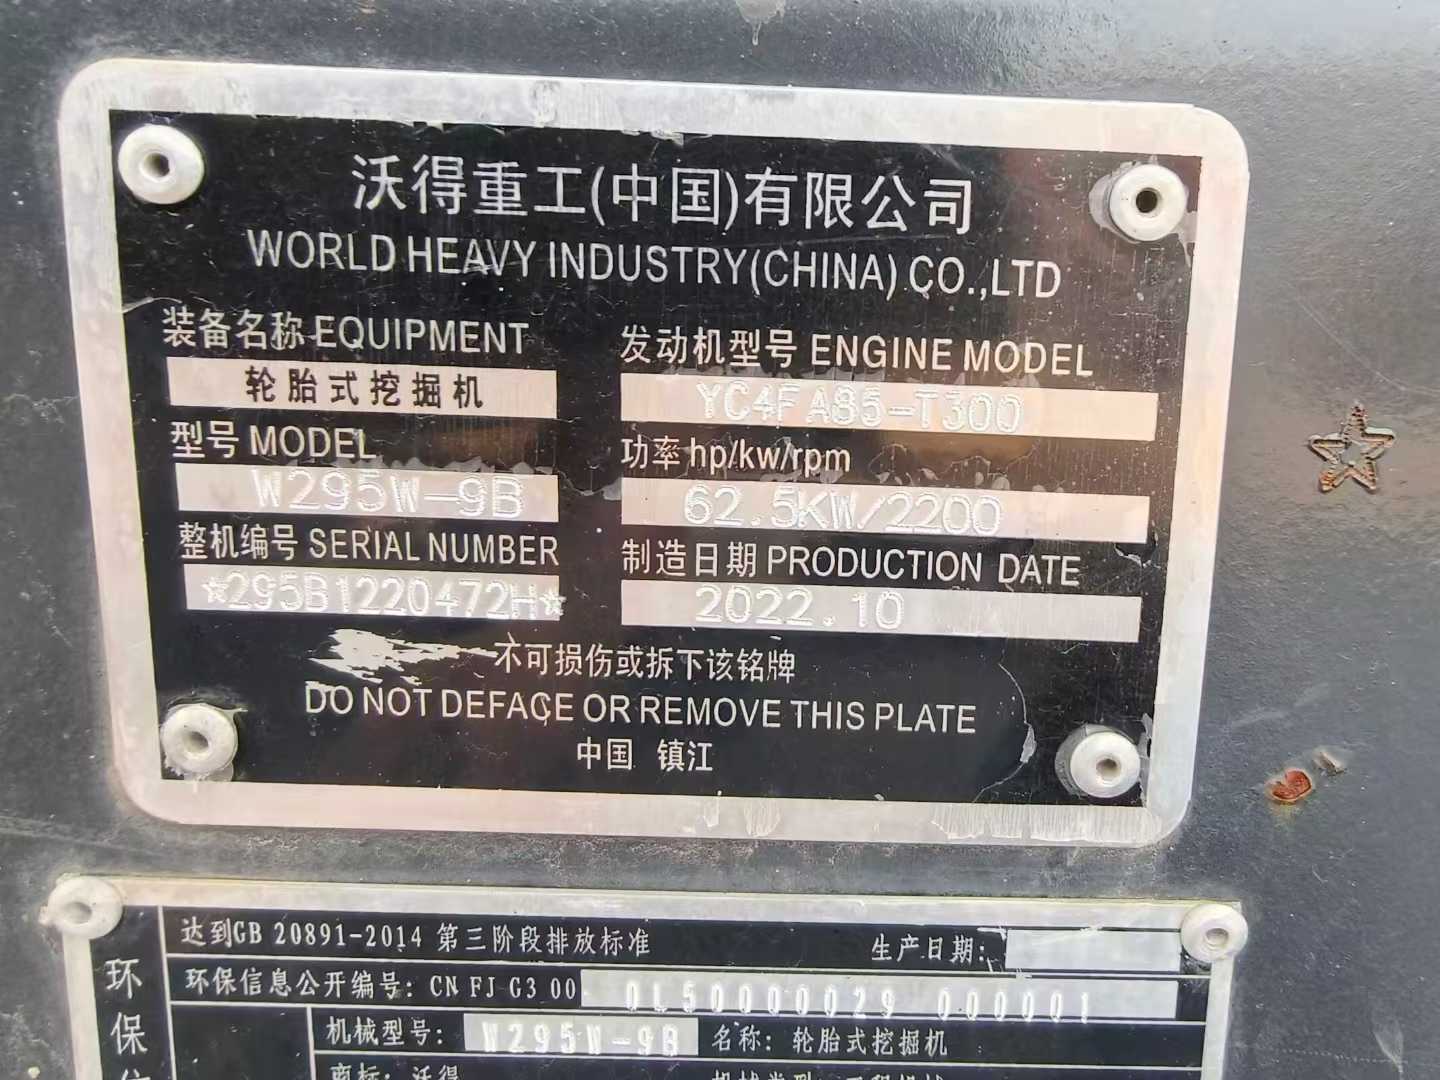 沃得重工(中国)有限公司
WORLD HEAVY INDUSTRY(CHINA) CO.,LTD
装备名称 EQUIPMENT
轮胎式挖掘机
型号 MODEL
W295W-9B
整机编号 SERIAL NUMBER
☆295B1220472H☆
发动机型号 ENGINE MODEL
YC4FA85-T300
功率 hp/kw/rpm
62.5KW/2200
制造日期 PRODUCTION DATE
2022.10
不可损伤或拆下该铭牌
DO NOT DEFACE OR REMOVE THIS PLATE
中国 镇江
达到GB 20891-2014 第三阶段排放标准 生产日期:
环保信息公开编号: CN FJ G3 00 0L50000029 000001
机械型号: W295W-9B 名称: 轮胎式挖掘机
商标: 沃得
环保